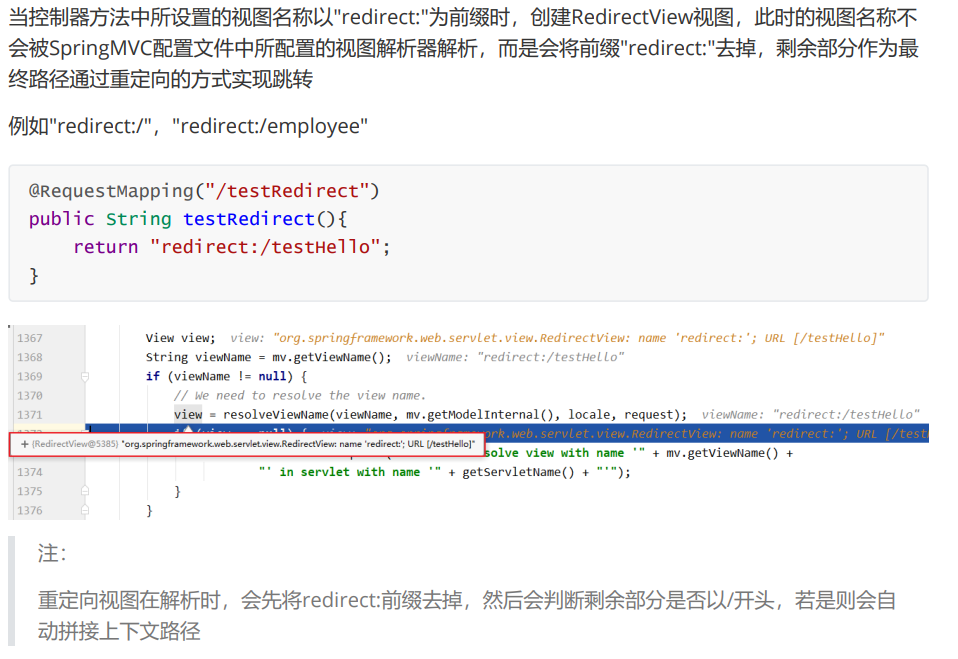 当控制器方法中所设置的视图名称以"redirect:"为前缀时，创建RedirectView视图，此时的视图名称不
会被SpringMVC配置文件中所配置的视图解析器解析，而是会将前缀"redirect:"去掉，剩余部分作为最
终路径通过重定向的方式实现跳转
例如"redirect:/"，"redirect:/employee"
@RequestMapping("/testRedirect")
public String testRedirect(){
    return "redirect:/testHello";
}
1367 View view; view: "org.springframework.web.servlet.view.RedirectView: name 'redirect:'; URL [/testHello]"
1368 String viewName = mv.getViewName(); viewName: "redirect:/testHello"
1369 if (viewName != null) {
1370 // We need to resolve the view name.
1371 view = resolveViewName(viewName, mv.getModelInternal(), locale, request); viewName: "redirect:/testHello"
org.springframework.web.servlet.view.RedirectView: name 'redirect:'; URL [/test
+ {RedirectView@5385} "org.springframework.web.servlet.view.RedirectView: name 'redirect:'; URL [/testHello]"
solve view with name '" + mv.getViewName() +
1374 "' in servlet with name '" + getServletName() + "'");
1375 }
1376 }
注：
重定向视图在解析时，会先将redirect:前缀去掉，然后会判断剩余部分是否以/开头，若是则会自
动拼接上下文路径